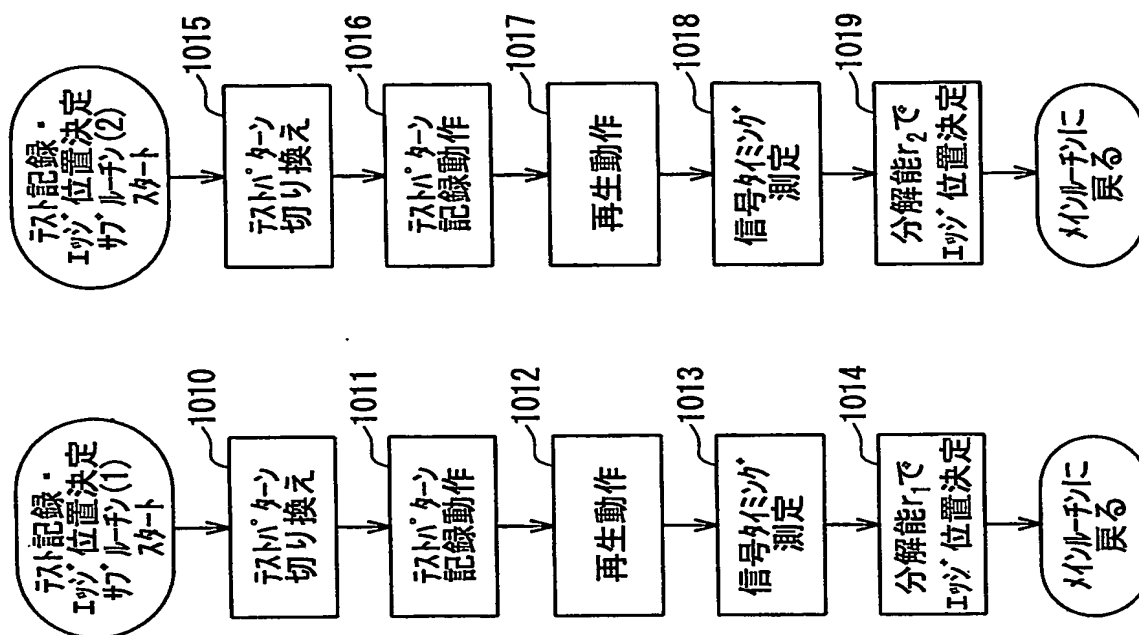 テスト記録・
エッジ位置決定
サブルーチン(1)
スタート
1010
テストパターン
切り換え
1011
テストパターン
記録動作
1012
再生動作
1013
信号タイミング
測定
1014
分解能r₁で
エッジ位置決定
メインルーチンに
戻る
テスト記録・
エッジ位置決定
サブルーチン(2)
スタート
1015
テストパターン
切り換え
1016
テストパターン
記録動作
1017
再生動作
1018
信号タイミング
測定
1019
分解能r₂で
エッジ位置決定
メインルーチンに
戻る